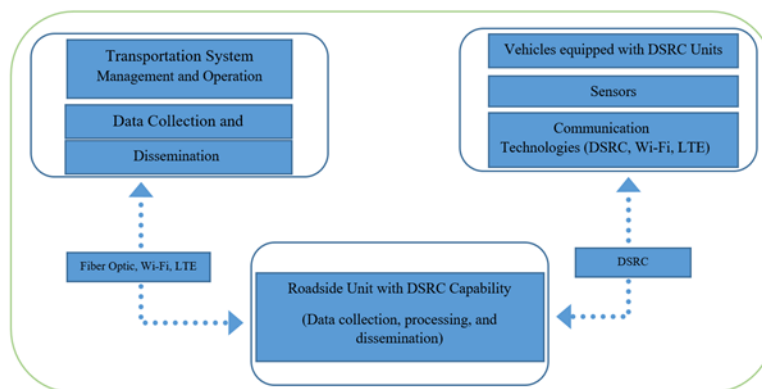 Transportation System
Management and Operation
Data Collection and
Dissemination
Vehicles equipped with DSRC Units
Sensors
Communication
Technologies (DSRC, Wi-Fi, LTE)
Fiber Optic, Wi-Fi, LTE
DSRC
Roadside Unit with DSRC Capability
(Data collection, processing, and
dissemination)